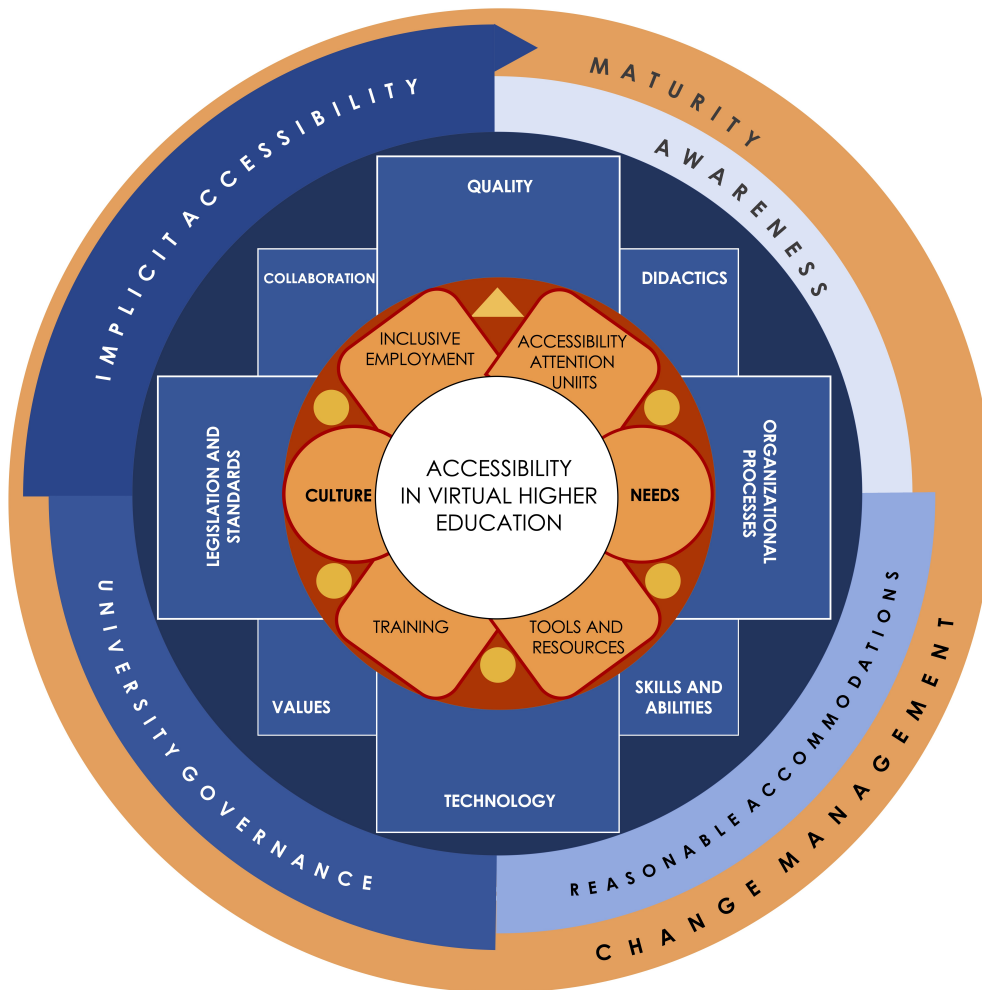 MATURITY
AWARENESS
IMPLICIT ACCESSIBILITY
QUALITY
COLLABORATION
DIDACTICS
INCLUSIVE
EMPLOYMENT
ACCESSIBILITY
ATTENTION
UNIITS
LEGISLATION AND
STANDARDS
CULTURE
ACCESSIBILITY
IN VIRTUAL HIGHER
EDUCATION
NEEDS
ORGANIZATIONAL
PROCESSES
TRAINING
TOOLS AND
RESOURCES
VALUES
SKILLS AND
ABILITIES
TECHNOLOGY
UNIVERSITY GOVERNANCE
REASONABLE ACCOMMODATIONS
CHANGE MANAGEMENT